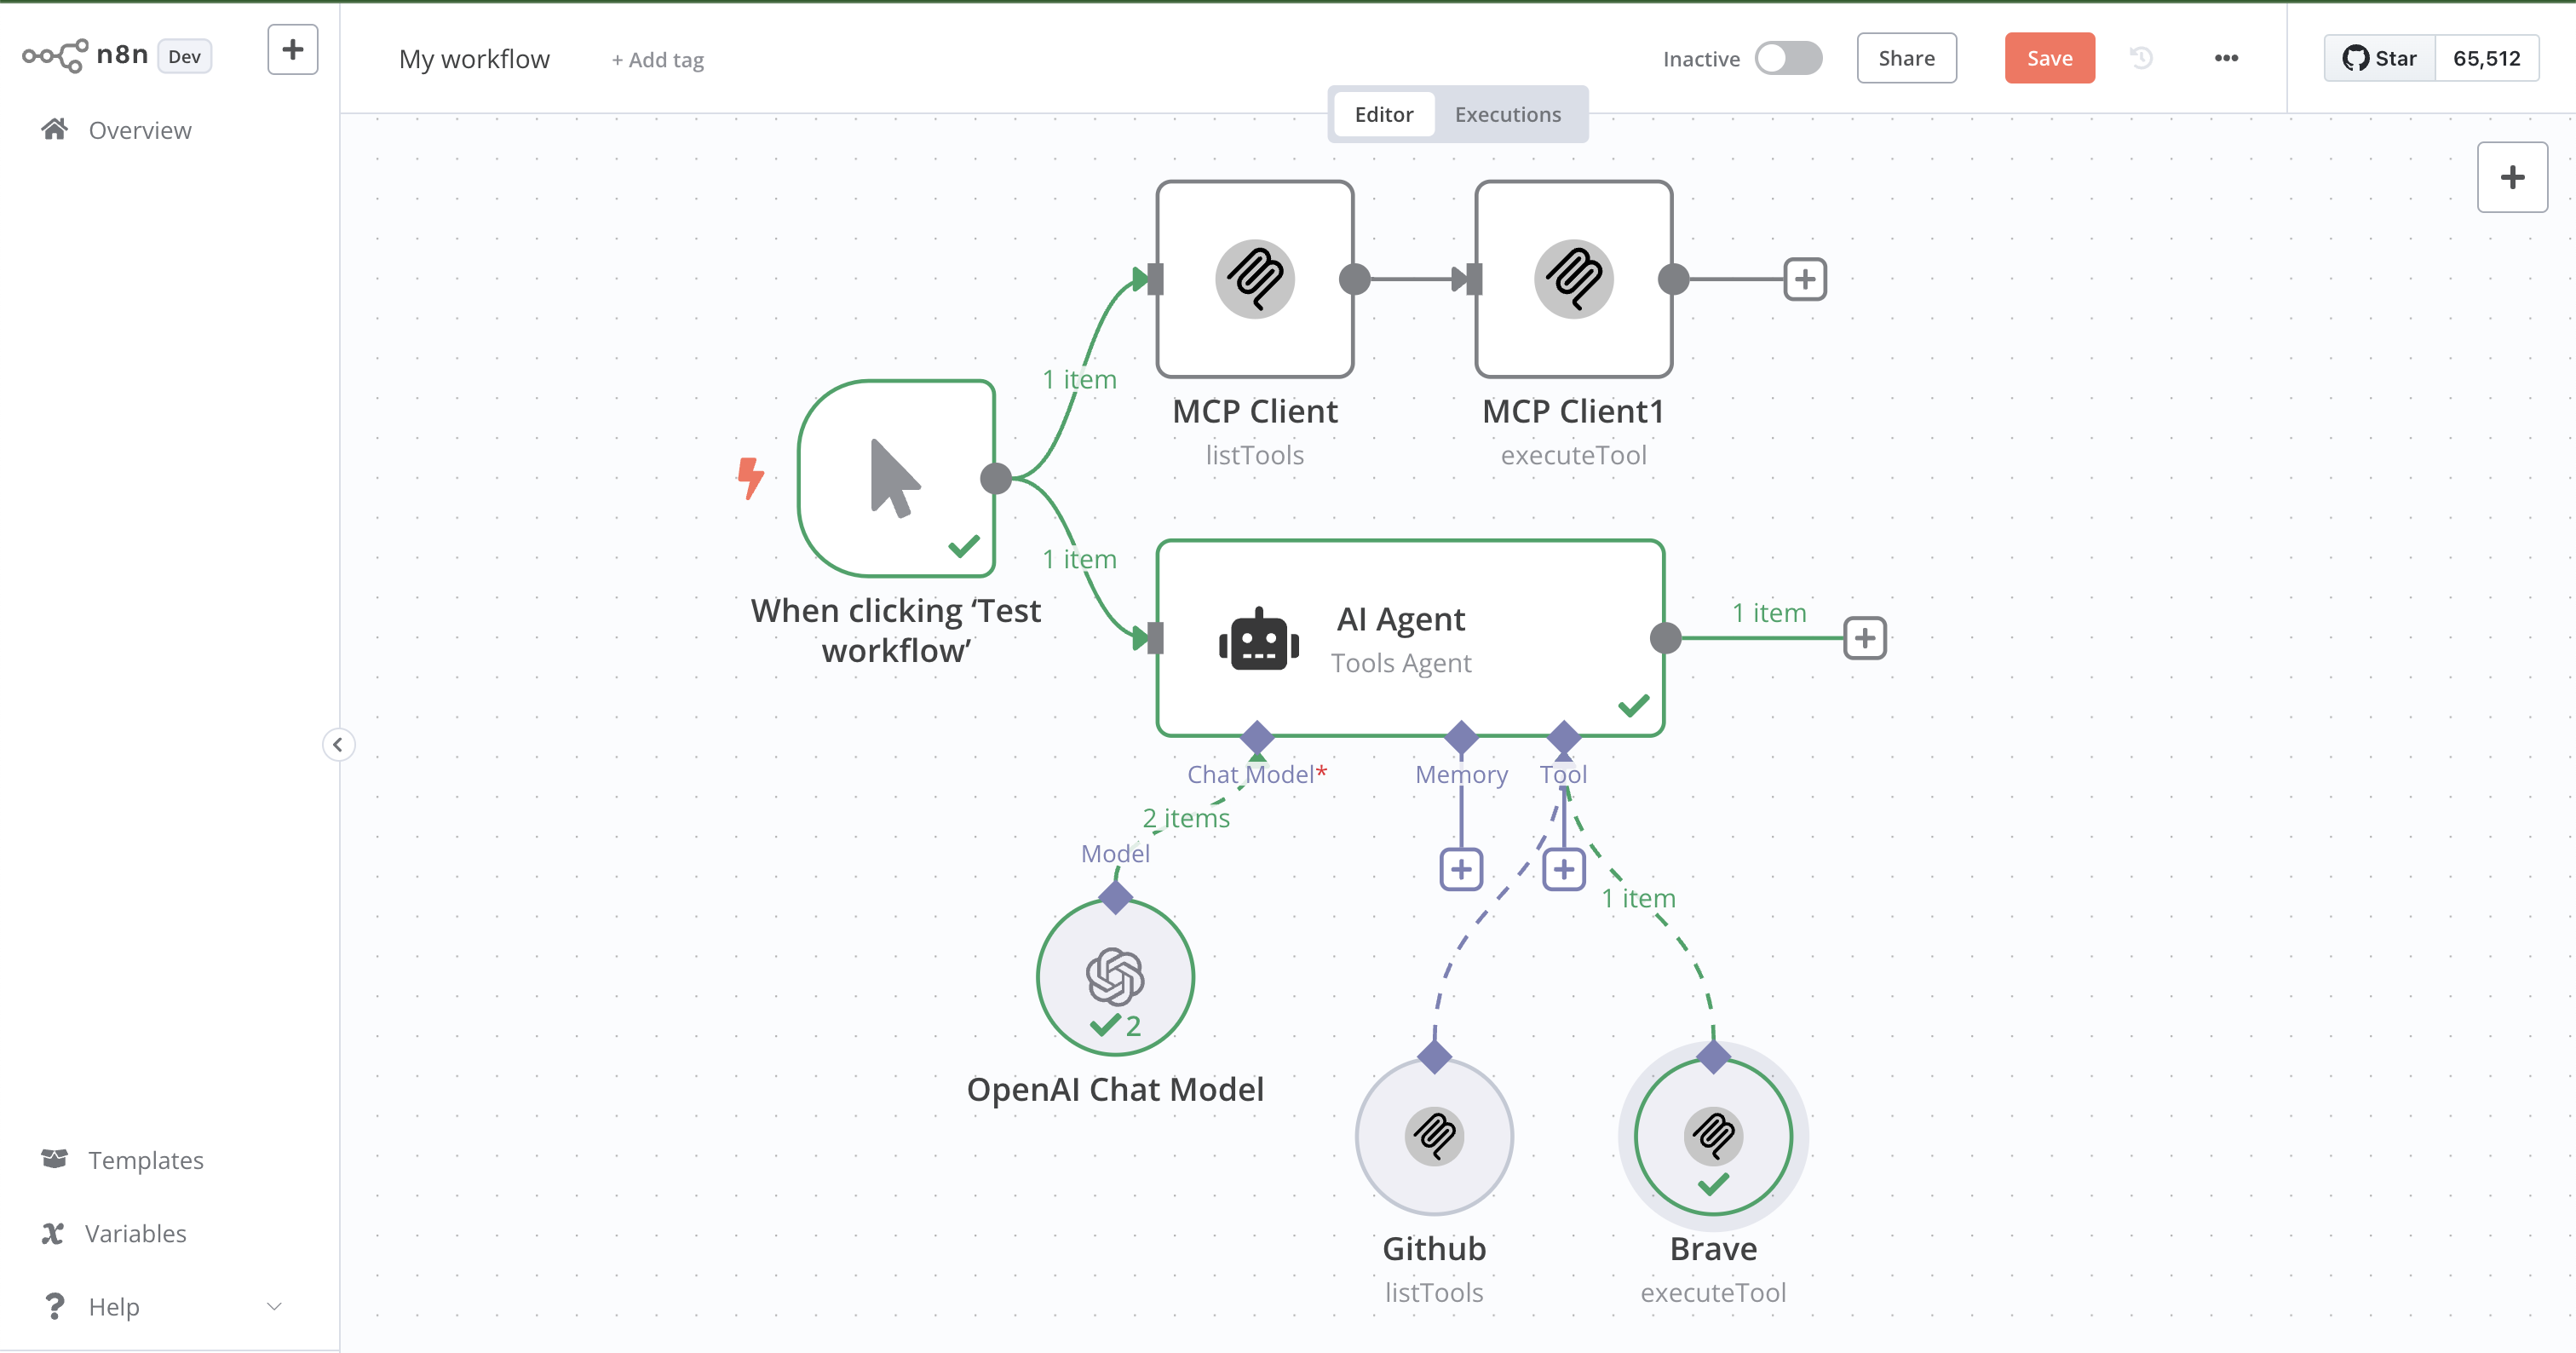 n8n Dev
My workflow
+ Add tag
Inactive
Share
Save
Star
65,512
Editor
Executions
Overview
1 item
MCP Client
listTools
MCP Client1
executeTool
When clicking ‘Test
workflow’
1 item
AI Agent
Tools Agent
1 item
Chat Model*
Memory
Tool
2 items
Model
1 item
2
OpenAI Chat Model
Github
listTools
Brave
executeTool
Templates
Variables
Help